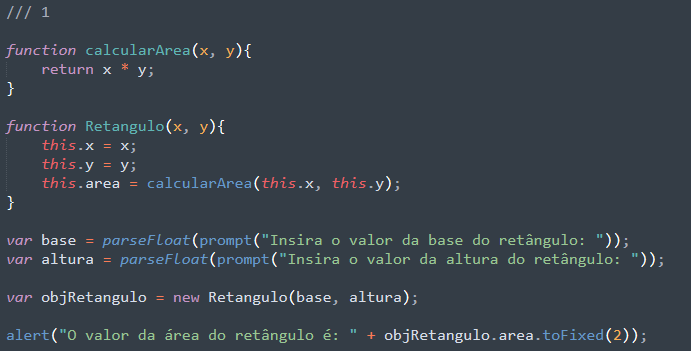 /// 1
function calcularArea(x, y){
return x * y;
}
function Retangulo(x, y){
this.x = x;
this.y = y;
this.area = calcularArea(this.x, this.y);
}
var base = parseFloat(prompt("Insira o valor da base do retângulo: "));
var altura = parseFloat(prompt("Insira o valor da altura do retângulo: "));
var objRetangulo = new Retangulo(base, altura);
alert("O valor da área do retângulo é: " + objRetangulo.area.toFixed(2));